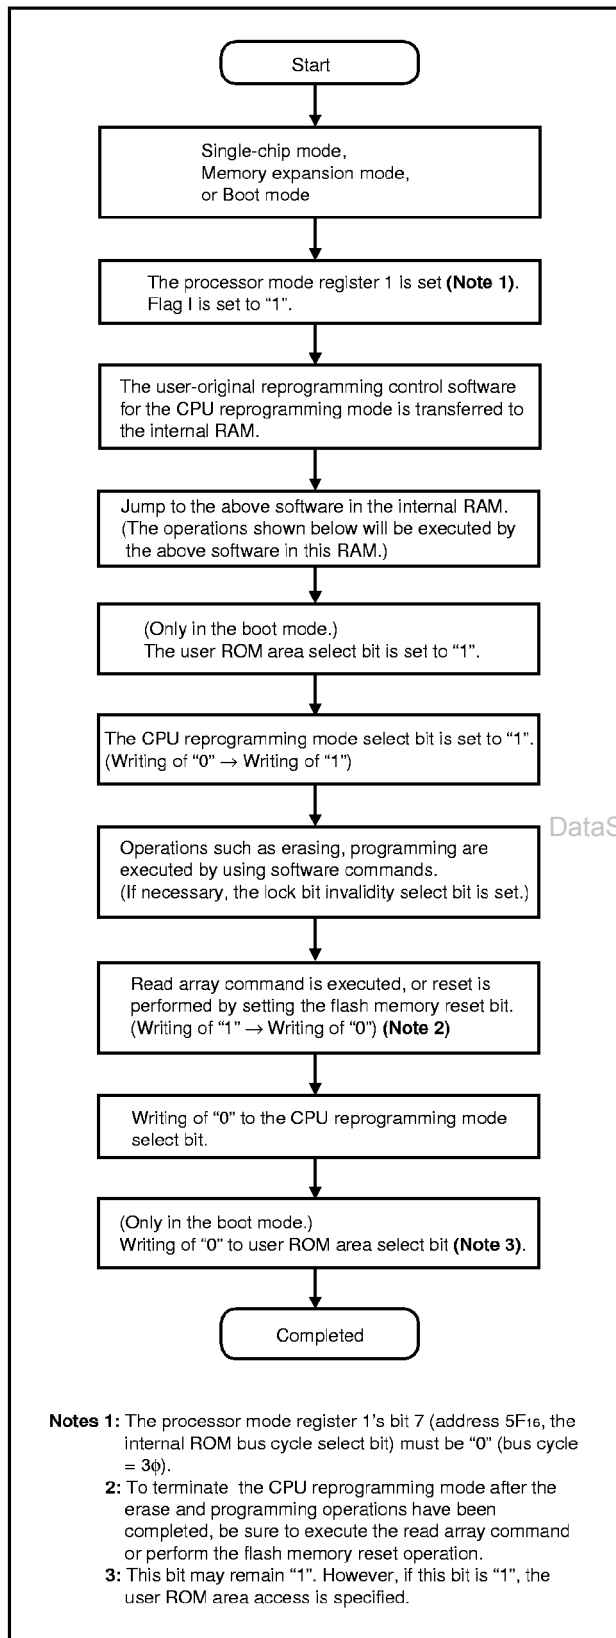 Start
Single-chip mode,
Memory expansion mode,
or Boot mode
The processor mode register 1 is set (Note 1).
Flag I is set to “1”.
The user-original reprogramming control software
for the CPU reprogramming mode is transferred to
the internal RAM.
Jump to the above software in the internal RAM.
(The operations shown below will be executed by
the above software in this RAM.)
(Only in the boot mode.)
The user ROM area select bit is set to “1”.
The CPU reprogramming mode select bit is set to “1”.
(Writing of “0” → Writing of “1”)
DataS
Operations such as erasing, programming are
executed by using software commands.
(If necessary, the lock bit invalidity select bit is set.)
Read array command is executed, or reset is
performed by setting the flash memory reset bit.
(Writing of “1” → Writing of “0”) (Note 2)
Writing of “0” to the CPU reprogramming mode
select bit.
(Only in the boot mode.)
Writing of “0” to user ROM area select bit (Note 3).
Completed
Notes 1: The processor mode register 1’s bit 7 (address 5F16, the
internal ROM bus cycle select bit) must be “0” (bus cycle
= 3ϕ).
2: To terminate the CPU reprogramming mode after the
erase and programming operations have been
completed, be sure to execute the read array command
or perform the flash memory reset operation.
3: This bit may remain “1”. However, if this bit is “1”, the
user ROM area access is specified.